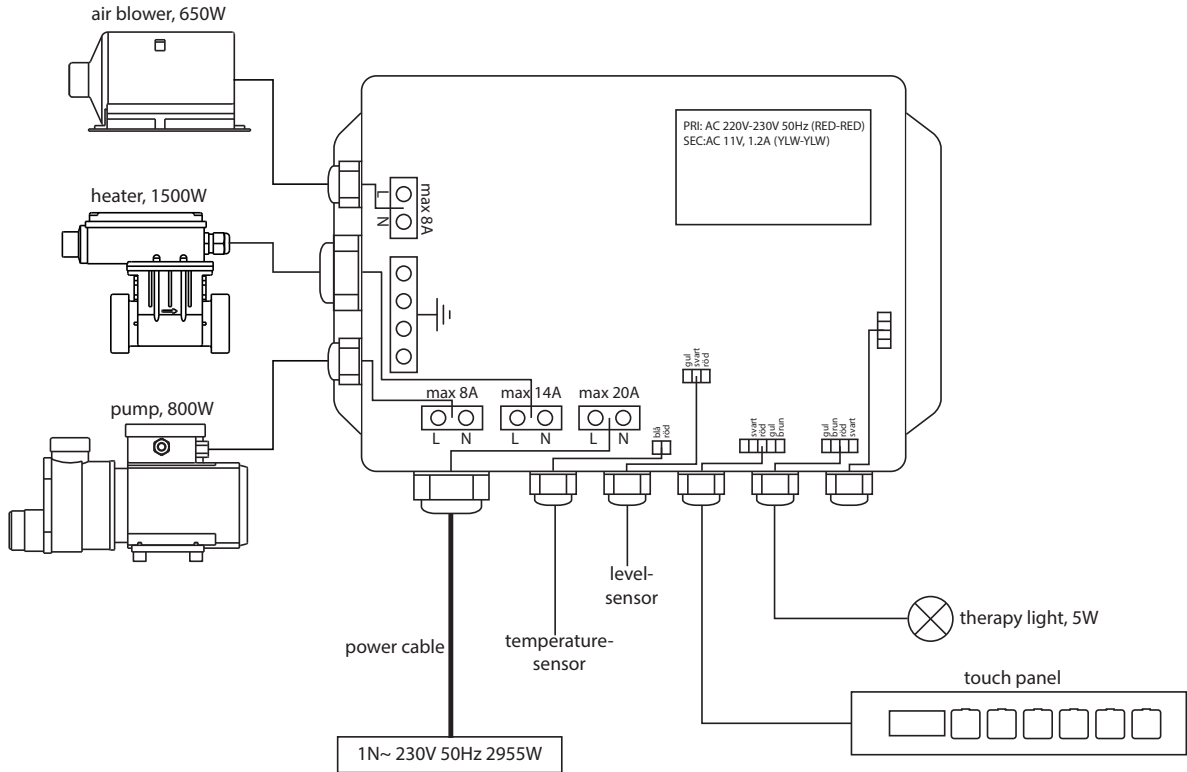 air blower, 650W
PRI: AC 220V-230V 50Hz (RED-RED)
SEC:AC 11V, 1.2A (YLW-YLW)
heater, 1500W
L
N
max 8A
pump, 800W
max 8A
max 14A
max 20A
L N
L N
L N
blå
röd
gul
svart
röd
svart
röd
gul
brun
gul
brun
röd
svart
level-
sensor
temperature-
sensor
power cable
therapy light, 5W
touch panel
1N~ 230V 50Hz 2955W